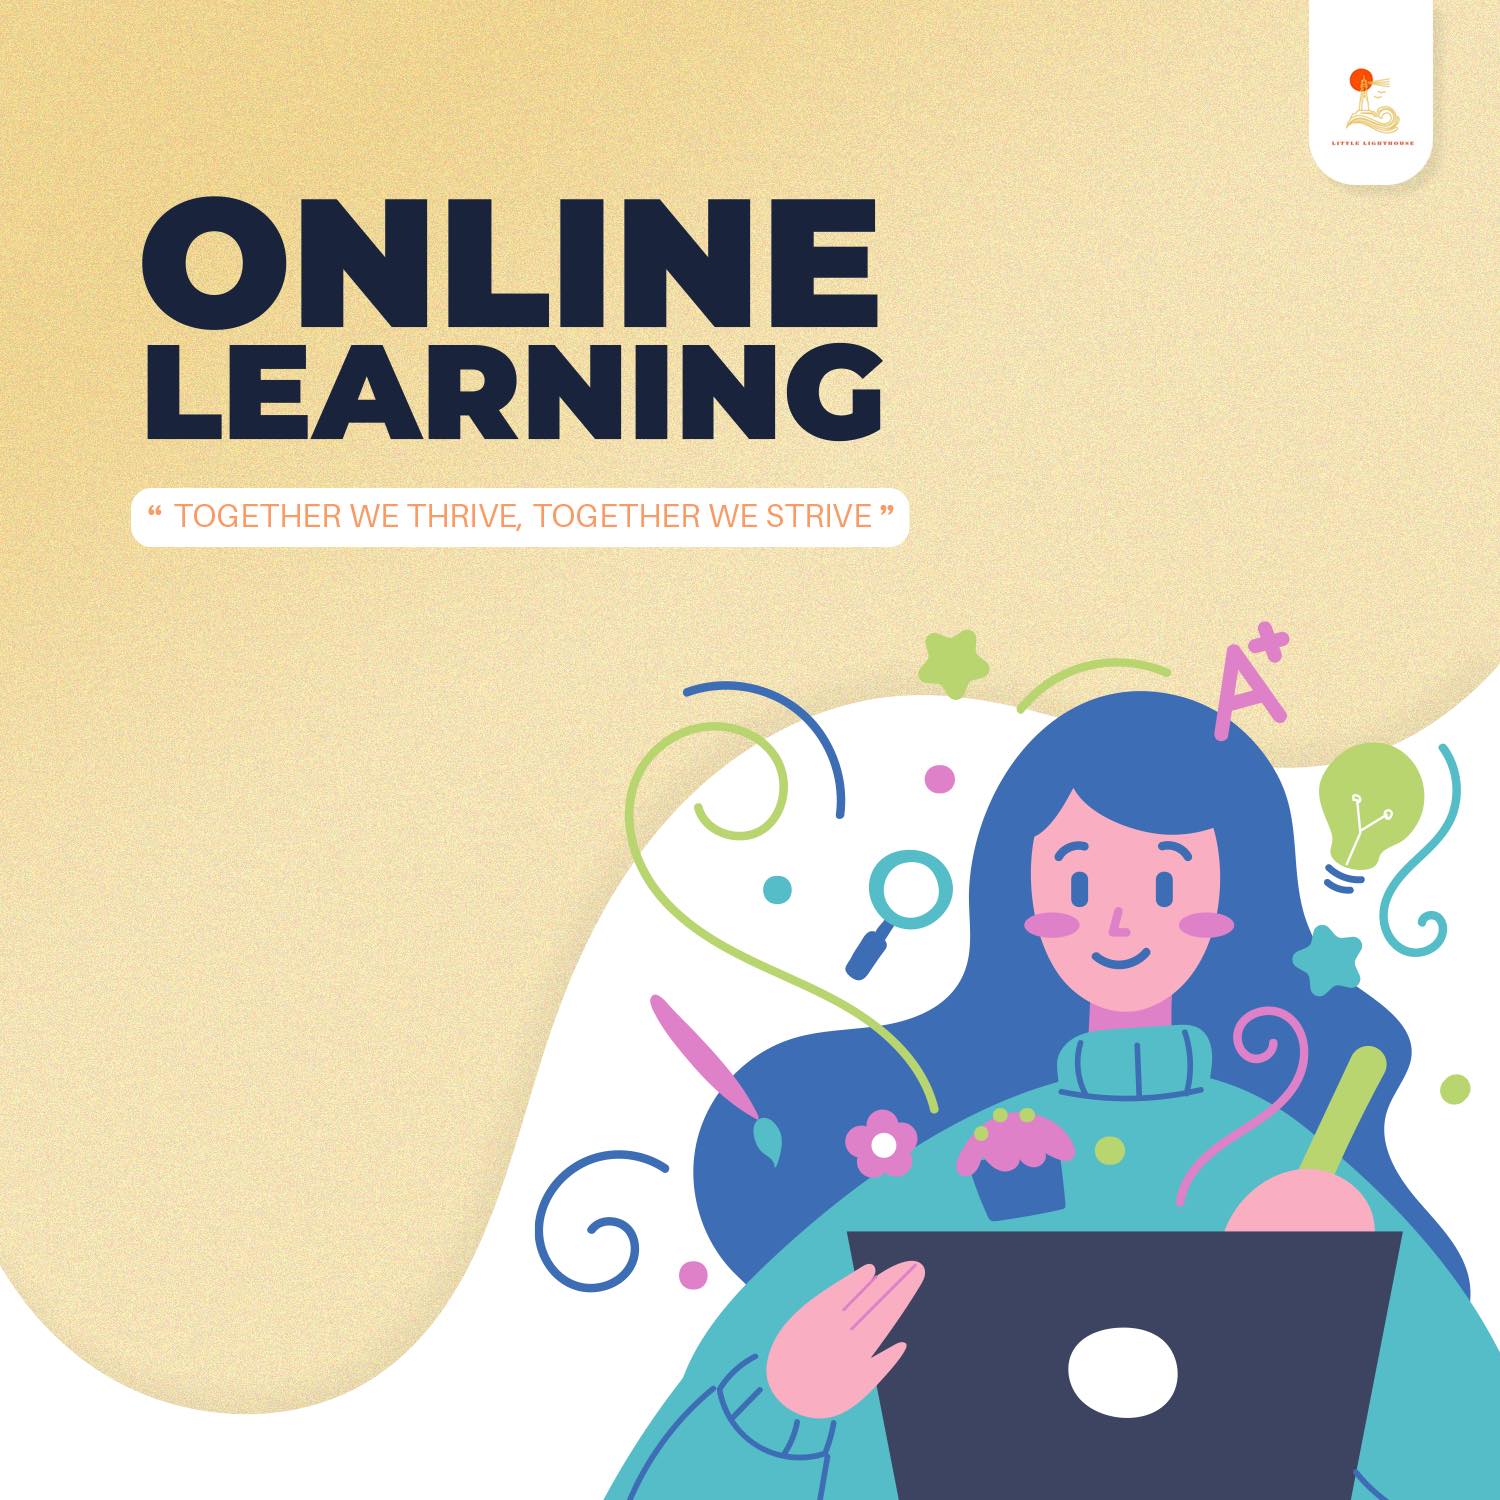 LITTLE LIGHTHOUSE
ONLINE
LEARNING
“ TOGETHER WE THRIVE, TOGETHER WE STRIVE ”
A+